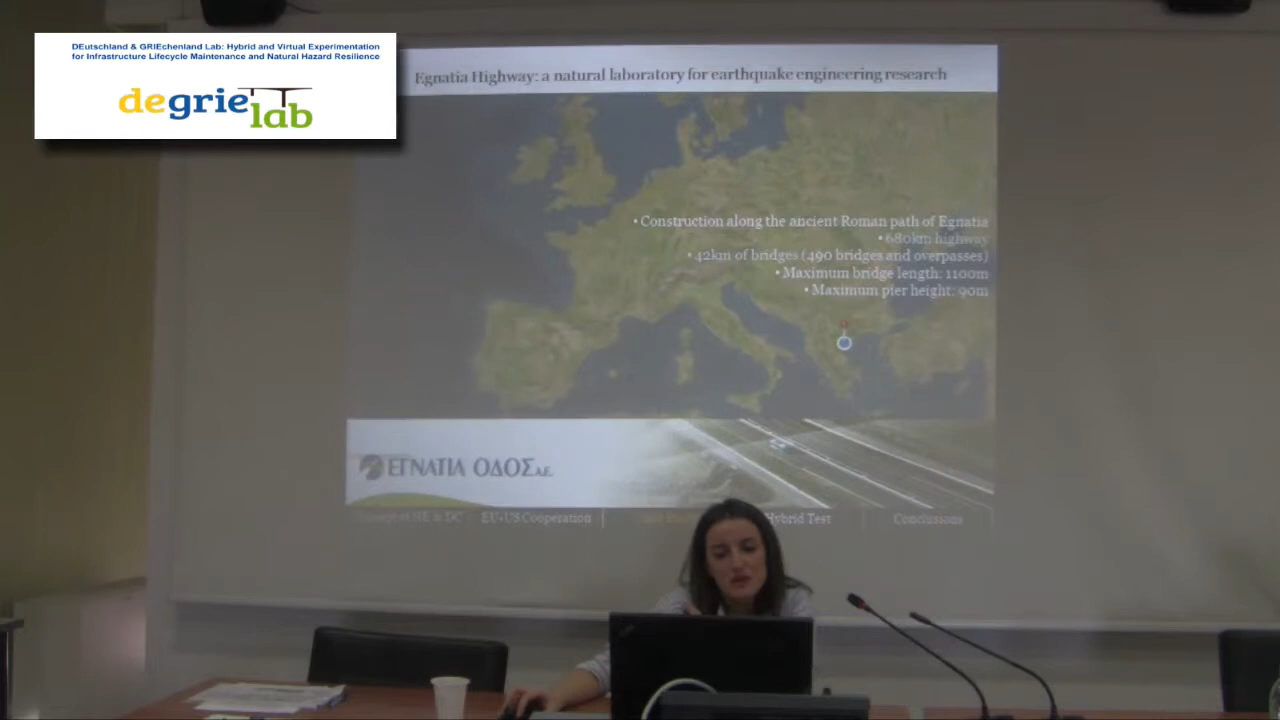 DEutschland & GRIEchenland Lab: Hybrid and Virtual Experimentation
for Infrastructure Lifecycle Maintenance and Natural Hazard Resilience
degrie
lab
Egnatia Highway: a natural laboratory for earthquake engineering research
• Construction along the ancient Roman path of Egnatia
• 680km highway
• 42km of bridges (490 bridges and overpasses)
• Maximum bridge length: 1100m
• Maximum pier height: 90m
ΕΓΝΑΤΙΑ ΟΔΟΣ Α.Ε.
EU-US Cooperation
Hybrid Test
Conclusions